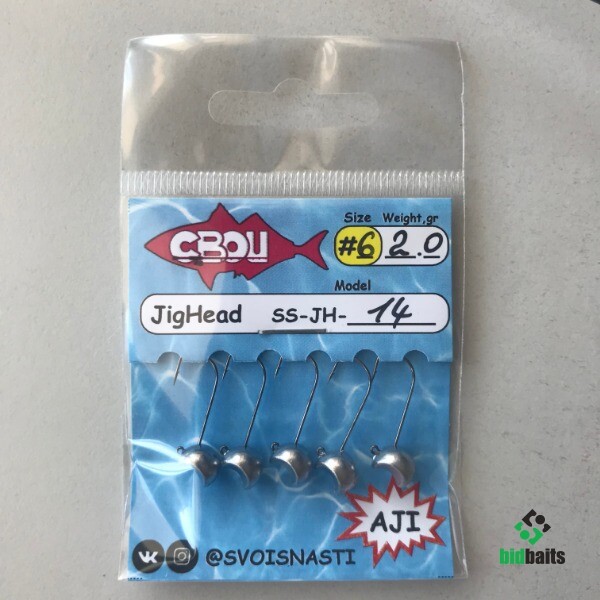 Size Weight,gr
СВОИ #6 2.0
Model
JigHead SS-JH- 14
AJI
@SVOISNASTI
bidbaits